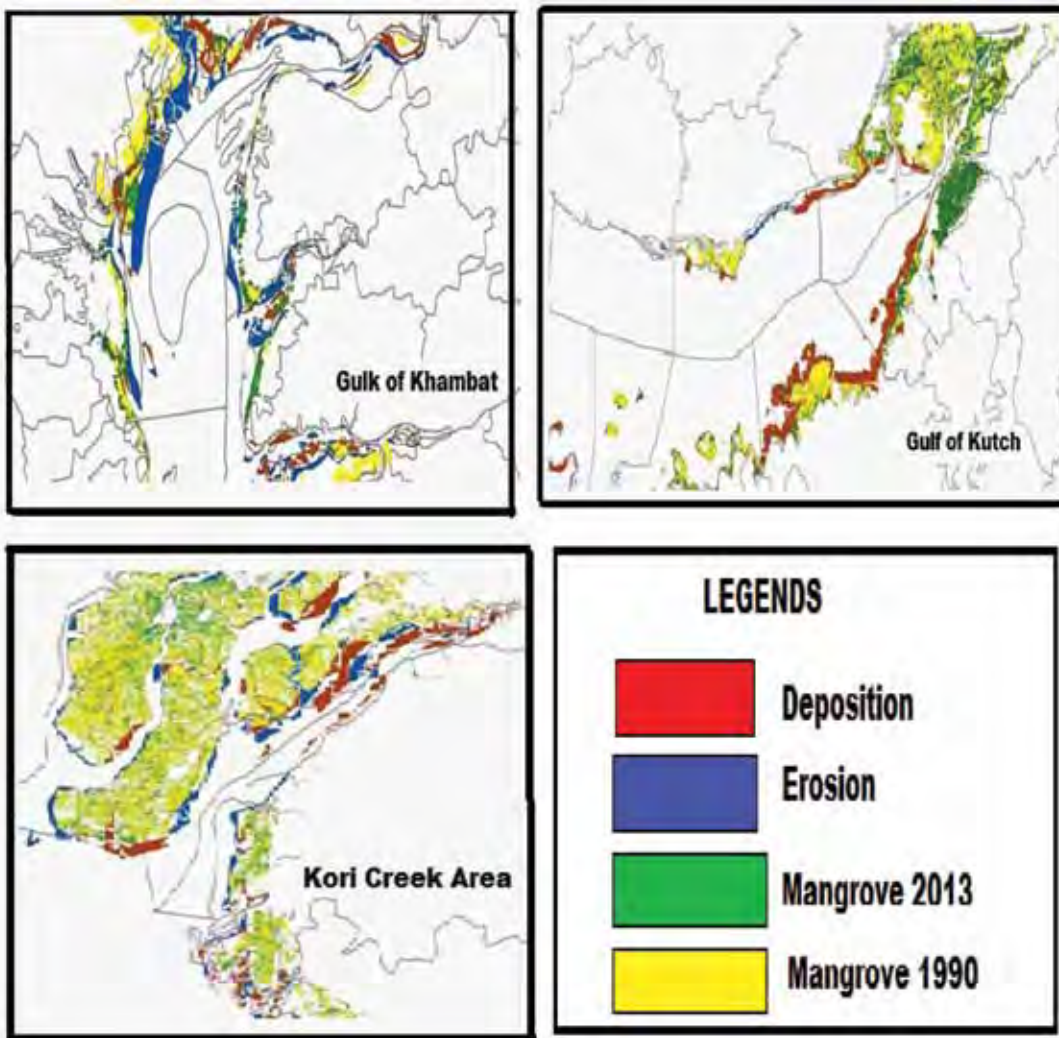 Gulk of Khambat
Gulf of Kutch
Kori Creek Area
LEGENDS
Deposition
Erosion
Mangrove 2013
Mangrove 1990